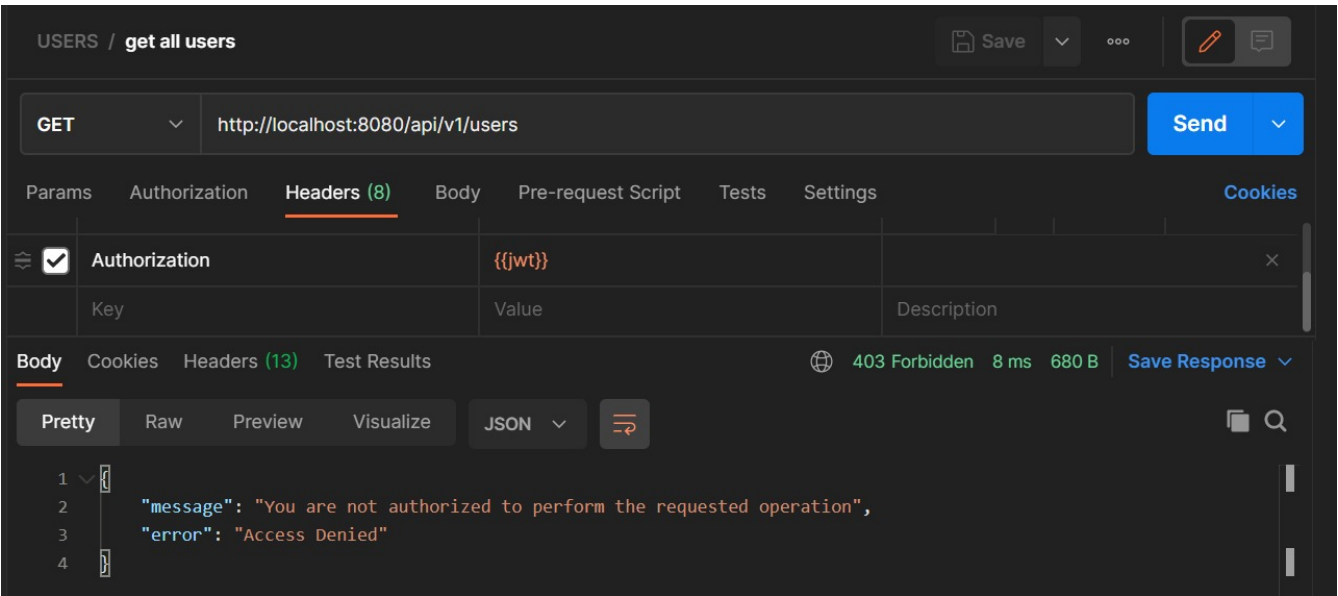 USERS / get all users
Save
GET http://localhost:8080/api/v1/users Send
Params Authorization Headers (8) Body Pre-request Script Tests Settings Cookies
Authorization {{jwt}}
Key Value Description
Body Cookies Headers (13) Test Results 403 Forbidden 8 ms 680 B Save Response
Pretty Raw Preview Visualize JSON
1 {
2 "message": "You are not authorized to perform the requested operation",
3 "error": "Access Denied"
4 }